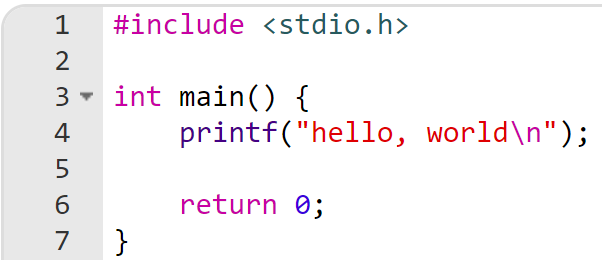 1 #include <stdio.h>
2
3 int main() {
4     printf("hello, world\n");
5
6     return 0;
7 }